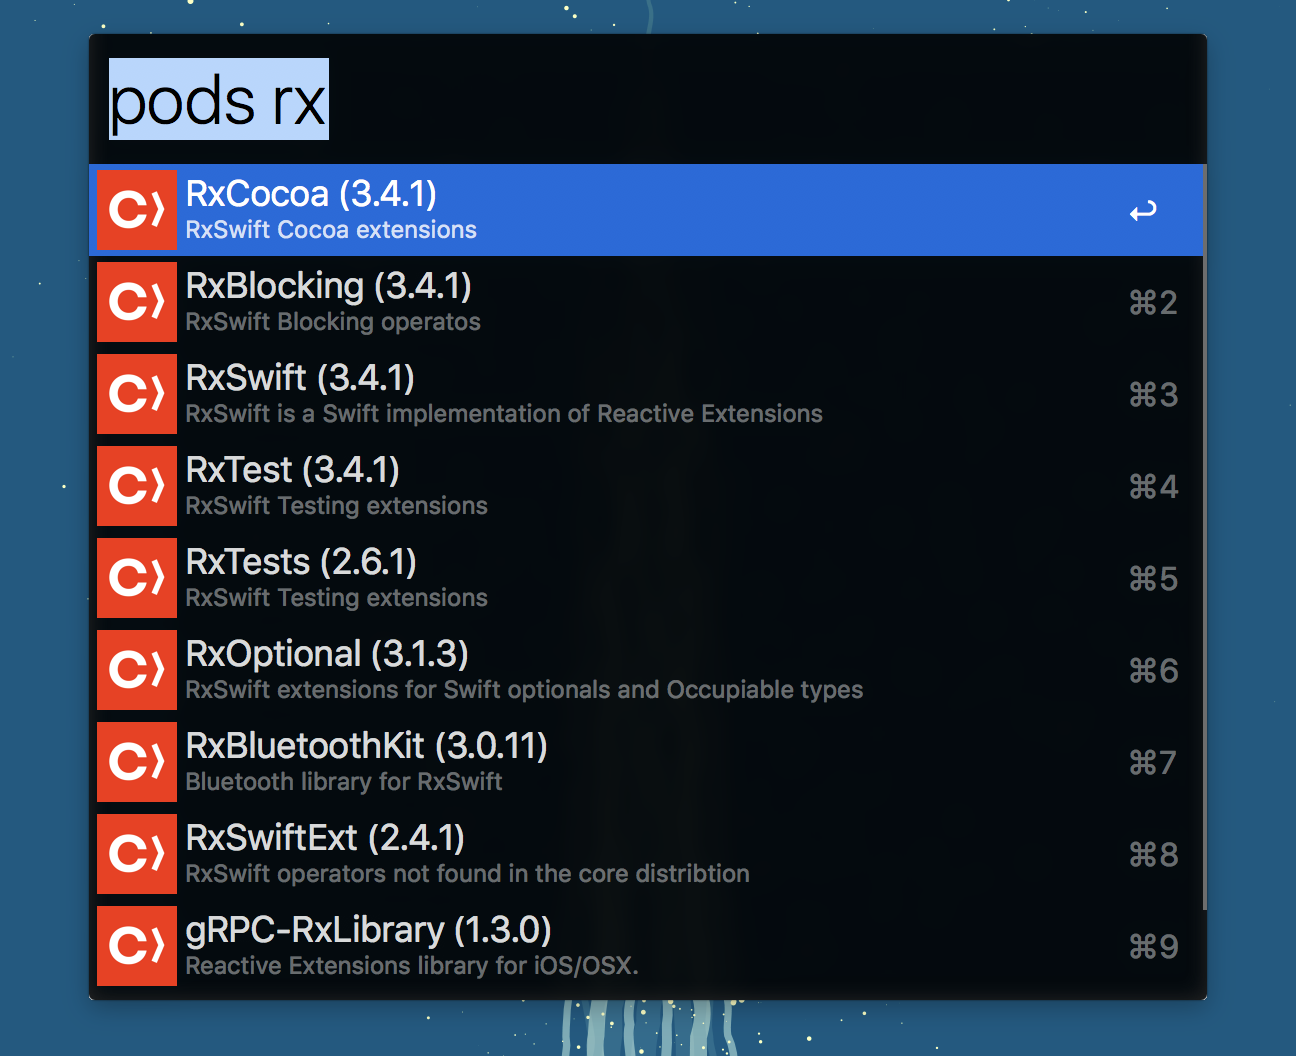 pods rx
RxCocoa (3.4.1)
RxSwift Cocoa extensions
RxBlocking (3.4.1)
RxSwift Blocking operatos
⌘2
RxSwift (3.4.1)
RxSwift is a Swift implementation of Reactive Extensions
⌘3
RxTest (3.4.1)
RxSwift Testing extensions
⌘4
RxTests (2.6.1)
RxSwift Testing extensions
⌘5
RxOptional (3.1.3)
RxSwift extensions for Swift optionals and Occupiable types
⌘6
RxBluetoothKit (3.0.11)
Bluetooth library for RxSwift
⌘7
RxSwiftExt (2.4.1)
RxSwift operators not found in the core distribtion
⌘8
gRPC-RxLibrary (1.3.0)
Reactive Extensions library for iOS/OSX.
⌘9